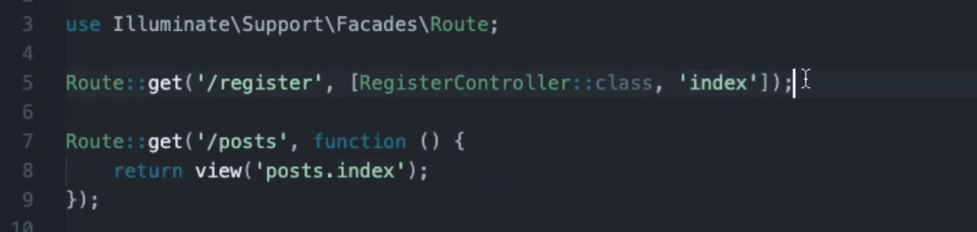 3 use Illuminate\Support\Facades\Route;
4
5 Route::get('/register', [RegisterController::class, 'index']);
6
7 Route::get('/posts', function () {
8 return view('posts.index');
9 });
10